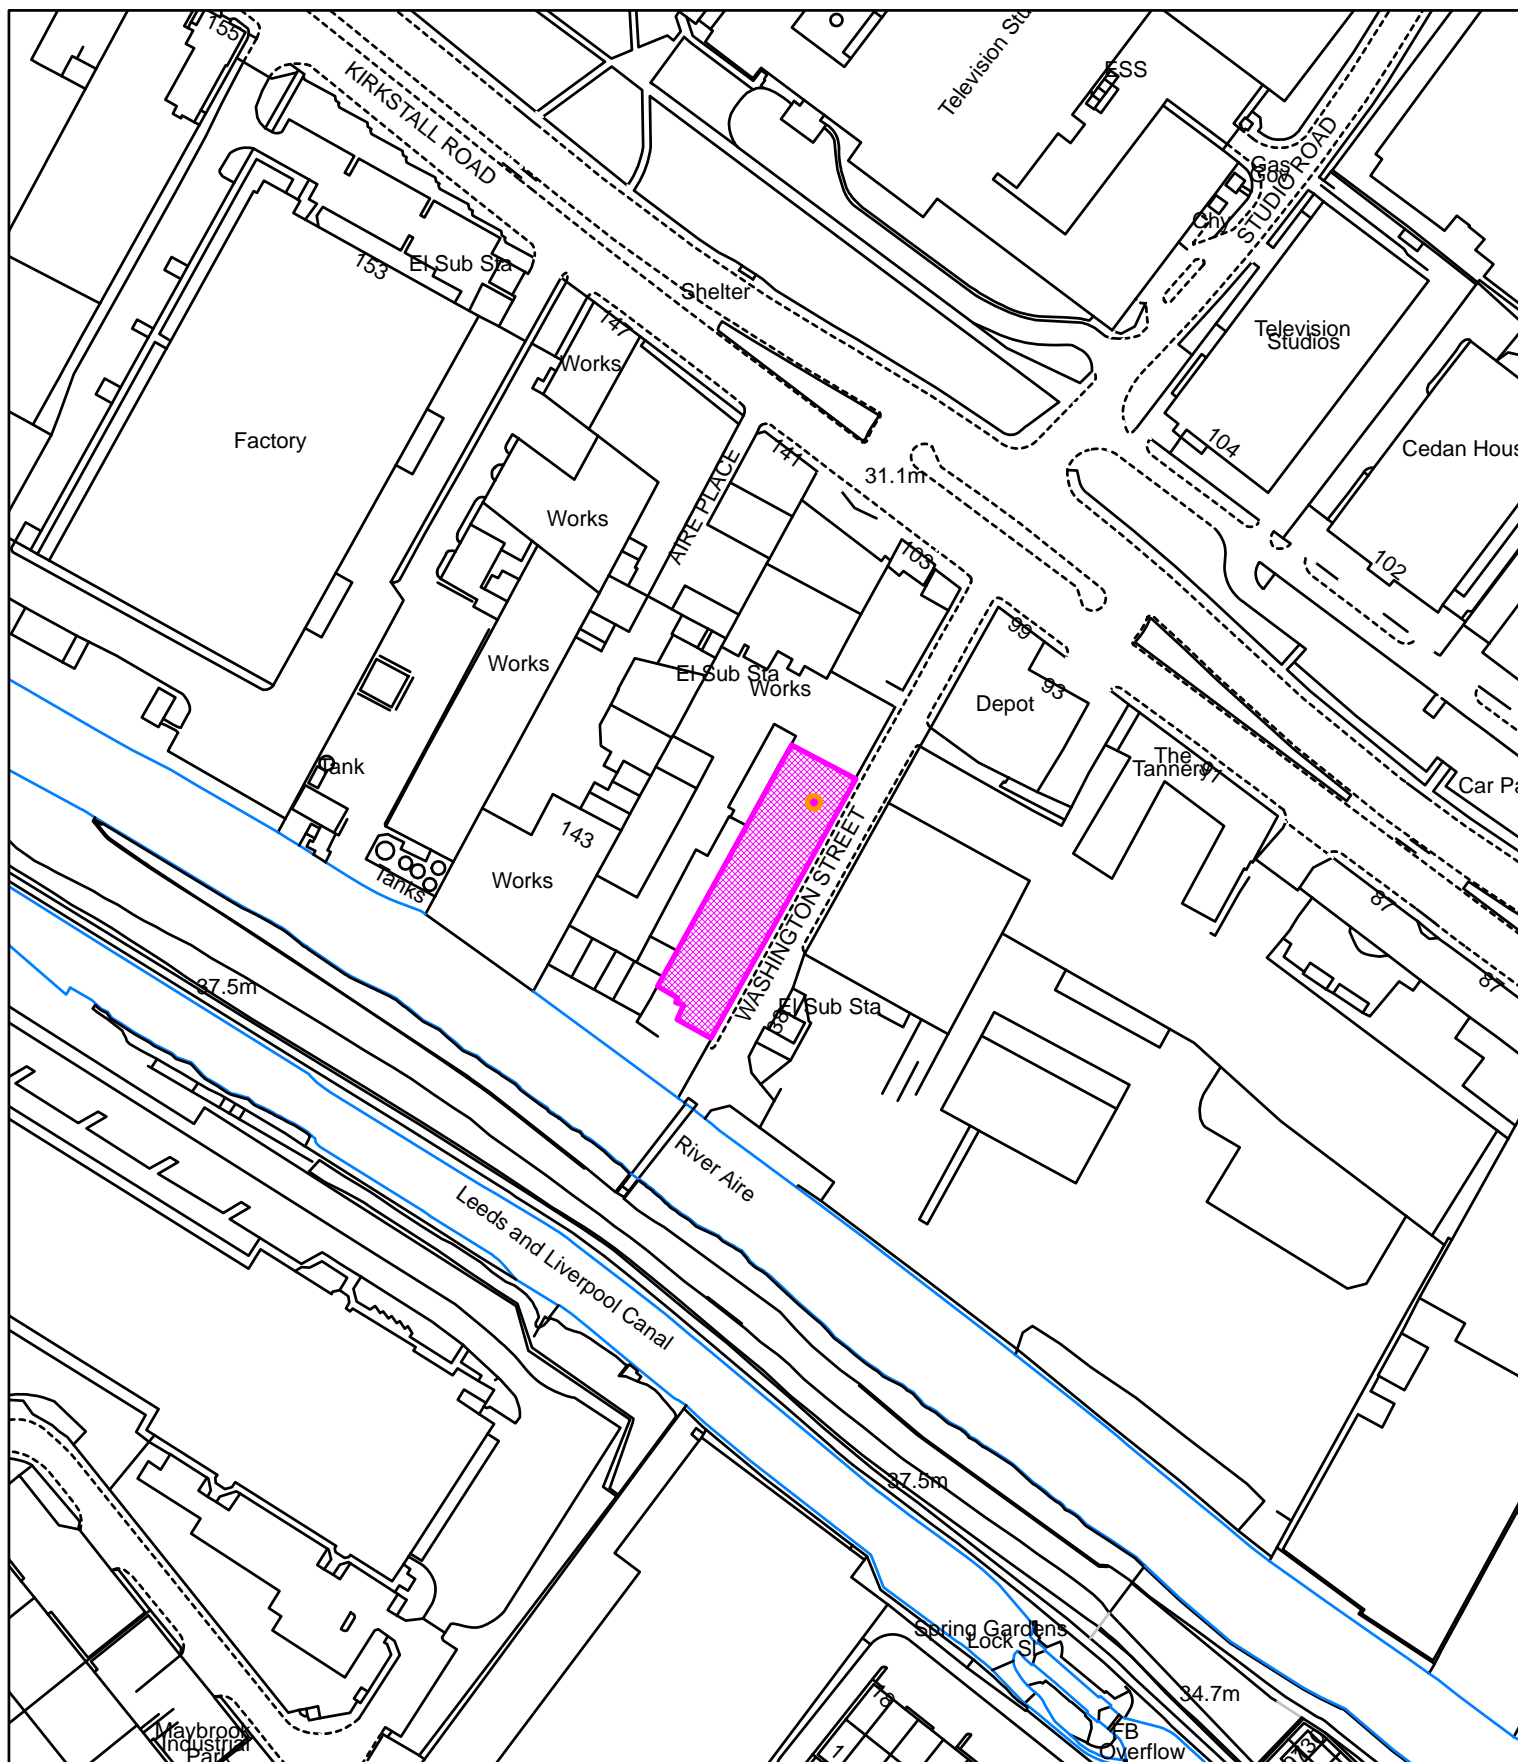 155
KIRKSTALL ROAD
Television Stu
ESS
Gas
Gov
STUDIO ROAD
Chy
153
El Sub Sta
Shelter
147
Works
Television
Studios
Factory
104
Cedan Hous
141
31.1m
AIRE PLACE
Works
103
102
99
Works
El Sub Sta
Works
93
Depot
The
Tannery
91
Tank
Car Pa
143
Works
Tanks
WASHINGTON STREET
87
87
37.5m
El Sub Sta
38
River Aire
Leeds and Liverpool Canal
37.5m
Spring Gardens
Lock
S
18
34.7m
Maybrook
Industrial
Park
1
FB
Overflow